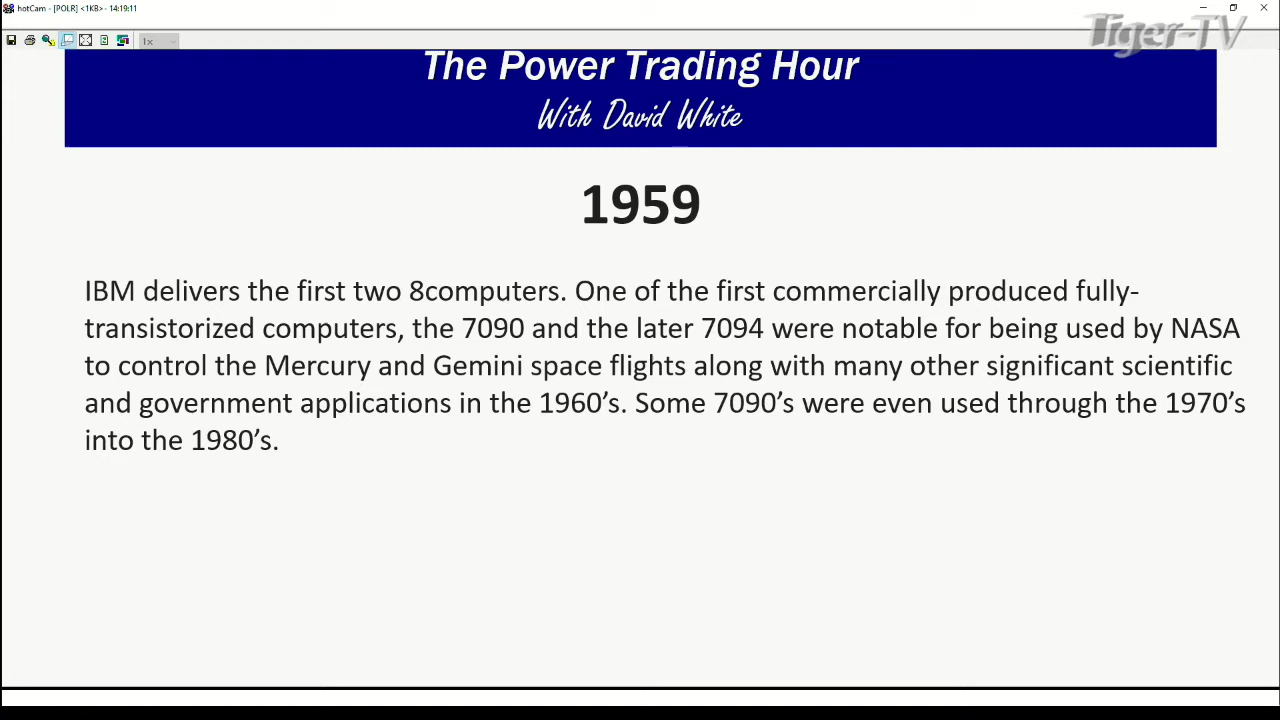 hotCam - [POLR] <1KB> - 14:19:11
Tiger-TV
1x
The Power Trading Hour
With David White
1959
IBM delivers the first two 8computers. One of the first commercially produced fully-
transistorized computers, the 7090 and the later 7094 were notable for being used by NASA
to control the Mercury and Gemini space flights along with many other significant scientific
and government applications in the 1960’s. Some 7090’s were even used through the 1970’s
into the 1980’s.